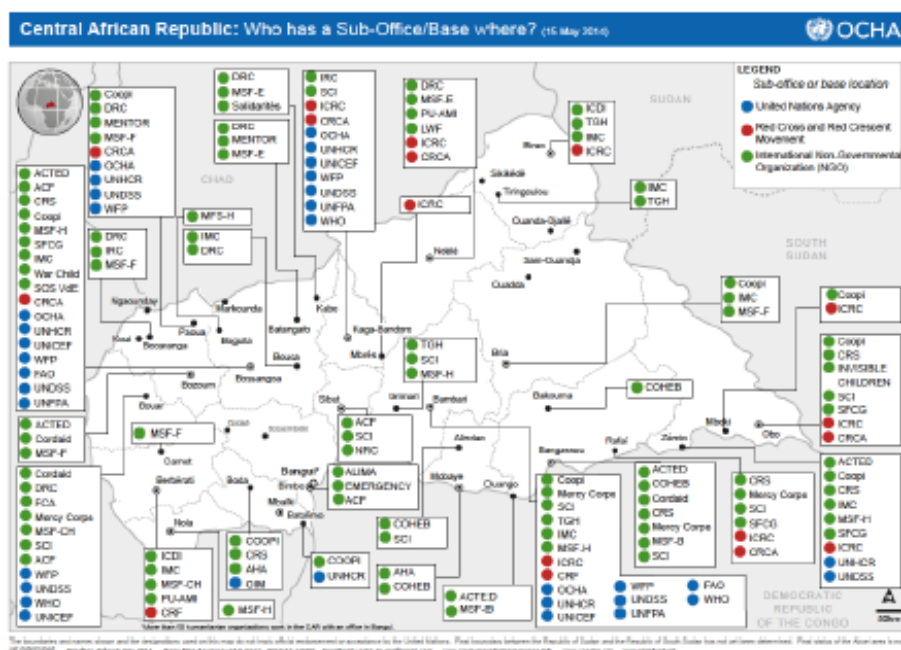 Central African Republic: Who has a Sub-Office/Base where? (15 May 2014)
OCHA
LEGEND
Sub-office or base location
United Nations Agency
Red Cross and Red Crescent
Movement
International Non-Governmental
Organization (NGO)
SUDAN
CHAD
SOUTH
SUDAN
DEMOCRATIC
REPUBLIC
OF THE CONGO
Coopi
DRC
MENTOR
MSF-F
CRCA
OCHA
UNHCR
UNDSS
WFP
DRC
MSF-E
Solidarités
DRC
MENTOR
MSF-E
IRC
SCI
ICRC
CRCA
OCHA
UNHCR
UNICEF
WFP
UNDSS
UNFPA
WHO
DRC
MSF-E
PU-AMI
LWF
ICRC
CRCA
ICDI
TGH
IMC
ICRC
IMC
TGH
ICRC
ACTED
ACF
CRS
Coopi
MSF-H
SFCG
IMC
War Child
SOS VdE
CRCA
OCHA
UNHCR
UNICEF
WFP
FAO
UNDSS
UNFPA
MFS-H
IMC
DRC
DRC
IRC
MSF-F
Coopi
IMC
MSF-F
Coopi
ICRC
TGH
SCI
MSF-H
COHEB
Coopi
CRS
INVISIBLE
CHILDREN
SCI
SFCG
ICRC
CRCA
ACTED
Cordaid
MSF-F
MSF-F
ACF
SCI
NRC
ALIMA
EMERGENCY
ACF
Cordaid
DRC
FCA
Mercy Corps
MSF-CH
SCI
ACF
WFP
UNDSS
WHO
UNICEF
ICDI
IMC
MSF-CH
PU-AMI
CRF
COOPI
CRS
AHA
OIM
MSF-H
COOPI
UNHCR
COHEB
SCI
AHA
COHEB
ACTED
MSF-B
Coopi
Mercy Corps
SCI
TGH
IMC
MSF-H
ICRC
CRF
OCHA
UNHCR
UNICEF
WFP
UNDSS
UNFPA
FAO
WHO
ACTED
COHEB
Cordaid
CRS
Mercy Corps
MSF-B
SCI
CRS
Mercy Corps
SCI
SFCG
ICRC
CRCA
ACTED
Coopi
CRS
IMC
MSF-H
SFCG
ICRC
UNHCR
UNDSS
Birao
Sikikédé
Tiringoulou
Ouanda-Djallé
Sam-Ouandja
Ouadda
Ndélé
Ngaounday
Markounda
Paoua
Koui
Bocaranga
Boguila
Batangafo
Kabo
Kaga-Bandoro
Mbrès
Bouca
Bozoum
Bossangoa
Bouar
Bria
Sibut
Grimari
Bambari
Bakouma
Carnot
Bangui*
Bimbo
Mbaïki
Batalimo
Berbérati
Boda
Nola
Alindao
Mobaye
Ouango
Bangassou
Rafaï
Zémio
Mboki
Obo